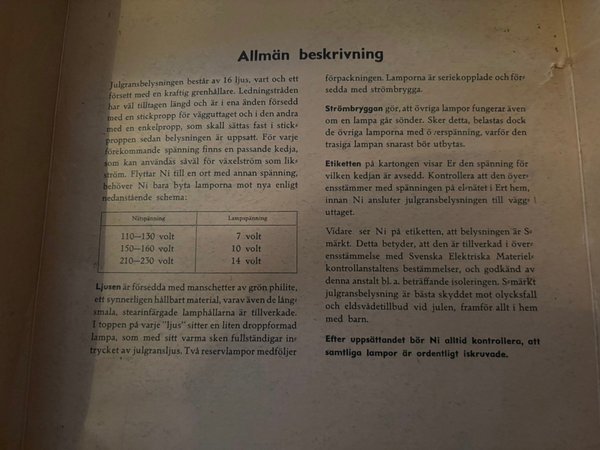 Allmän beskrivning
Julgransbelysningen består av 16 ljus, vart och ett
försett med en kraftig grenhållare. Ledningstråden
har väl tilltagen längd och är i ena änden försedd
med en stickpropp för vägguttaget och i den andra
med en enkelpropp, som skall sättas fast i stick-
proppen sedan belysningen är uppsatt. För varje
förekommande spänning finns en passande kedja,
som kan användas såväl för växelström som lik-
ström. Flyttar Ni till en ort med annan spänning,
behöver Ni bara byta lamporna mot nya enligt
nedanstående schema:
Nätspänning Lampspänning
110—130 volt 7 volt
150—160 volt 10 volt
210—230 volt 14 volt
Ljusen är försedda med manschetter av grön philite,
ett synnerligen hållbart material, varav även de lång-
smala, stearinfärgade lamphållarna är tillverkade.
I toppen på varje "ljus" sitter en liten droppformad
lampa, som med sitt varma sken fullständigar in-
trycket av julgransljus. Två reservlampor medföljer
förpackningen. Lamporna är seriekopplade och för-
sedda med strömbrygga.
Strömbryggan gör, att övriga lampor fungerar även
om en lampa går sönder. Sker detta, belastas dock
de övriga lamporna med överspänning, varför den
trasiga lampan snarast bör utbytas.
Etiketten på kartongen visar Er den spänning för
vilken kedjan är avsedd. Kontrollera att den över-
ensstämmer med spänningen på el-nätet i Ert hem,
innan Ni ansluter julgransbelysningen till vägg-
uttaget.
Vidare ser Ni på etiketten, att belysningen är S-
märkt. Detta betyder, att den är tillverkad i över-
ensstämmelse med Svenska Elektriska Materiel-
kontrollanstaltens bestämmelser, och godkänd av
denna anstalt bl. a. beträffande isoleringen. S-märkt
julgransbelysning är bästa skyddet mot olycksfall
och eldsvådetillbud vid julen, framför allt i hem
med barn.
Efter uppsättandet bör Ni alltid kontrollera, att
samtliga lampor är ordentligt iskruvade.